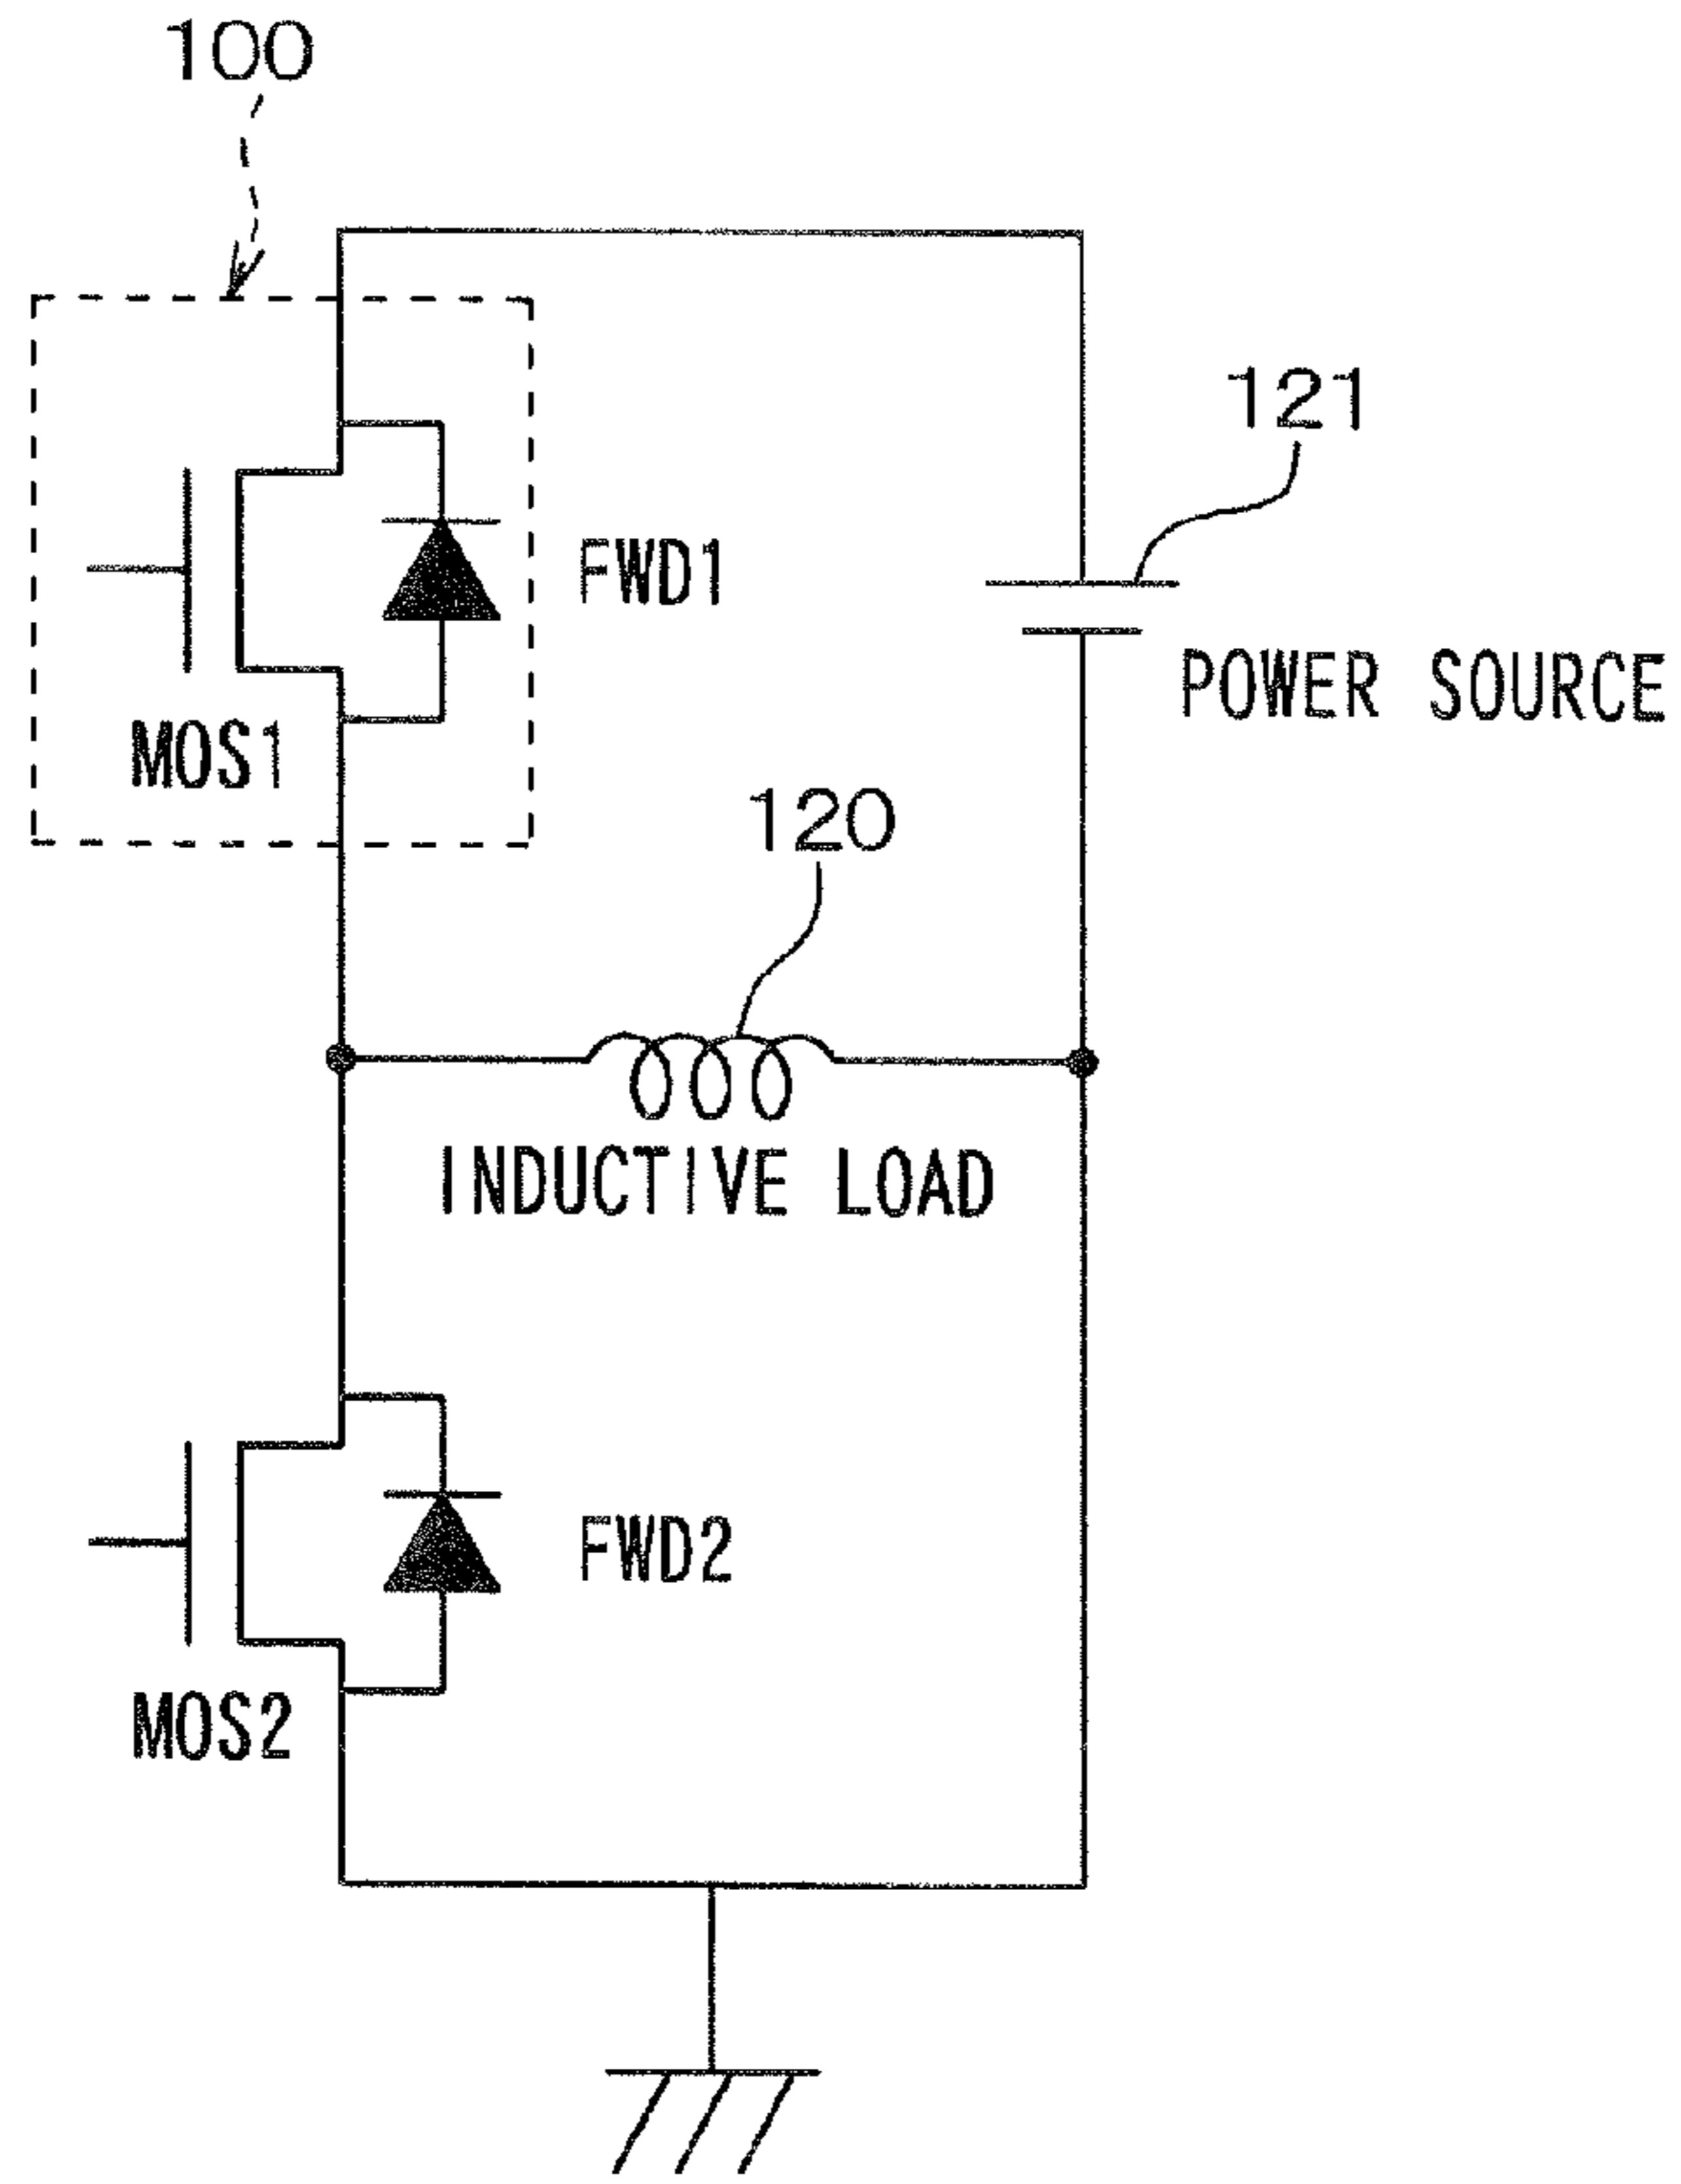 100
121
FWD1
POWER SOURCE
MOS1
120
INDUCTIVE LOAD
FWD2
MOS2